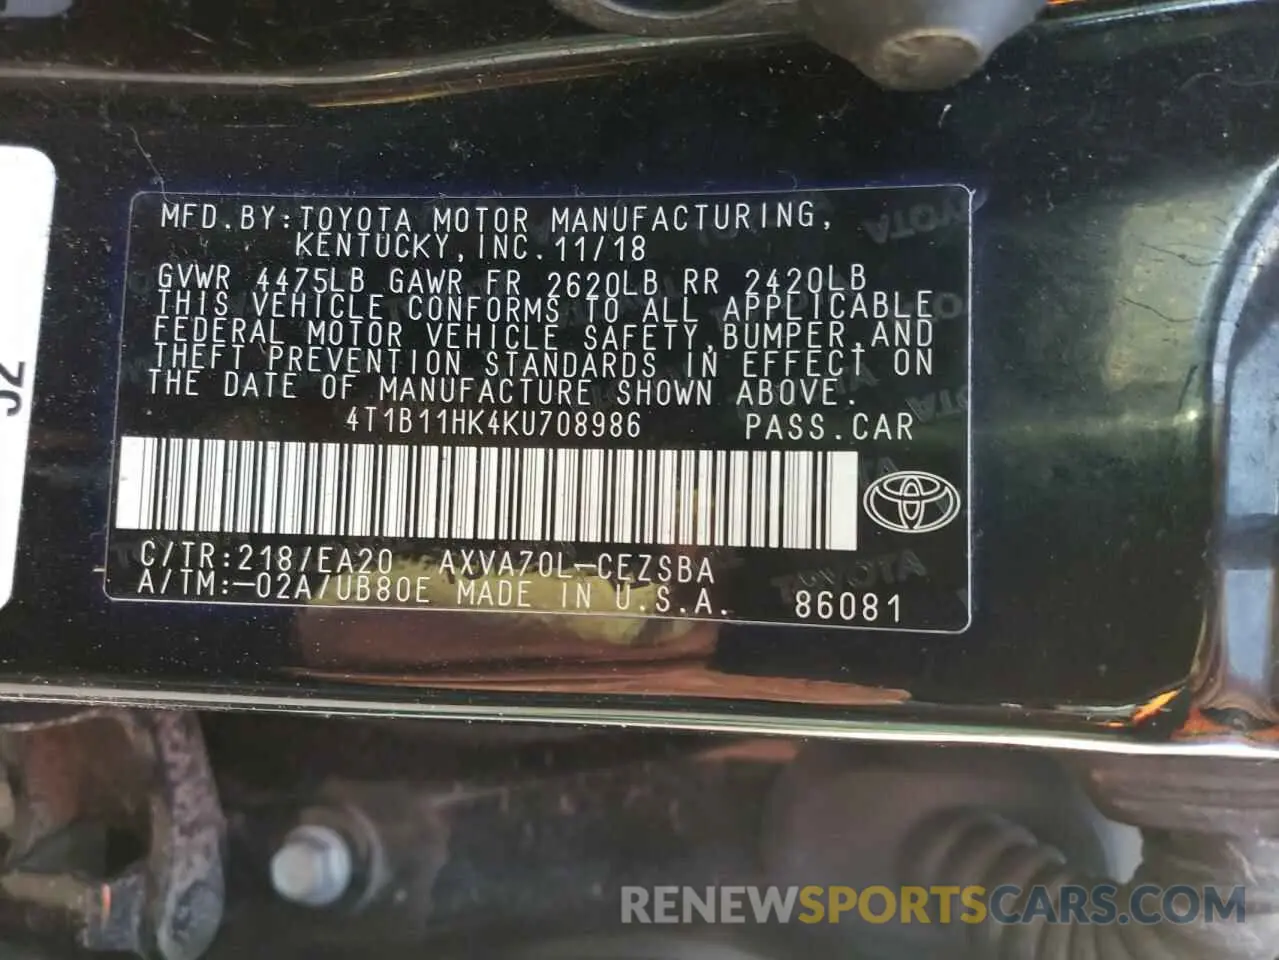 MFD.BY:TOYOTA MOTOR MANUFACTURING,
KENTUCKY,INC.11/18
GVWR 4475LB GAWR FR 2620LB RR 2420LB
THIS VEHICLE CONFORMS TO ALL APPLICABLE
FEDERAL MOTOR VEHICLE SAFETY,BUMPER,AND
THEFT PREVENTION STANDARDS IN EFFECT ON
THE DATE OF MANUFACTURE SHOWN ABOVE.
4T1B11HK4KU708986 PASS.CAR
C/TR:218/EA20 AXVA70L-CEZSBA
A/TM:-02A/UB80E MADE IN U.S.A. 86081
RENEWSPORTSCARS.COM